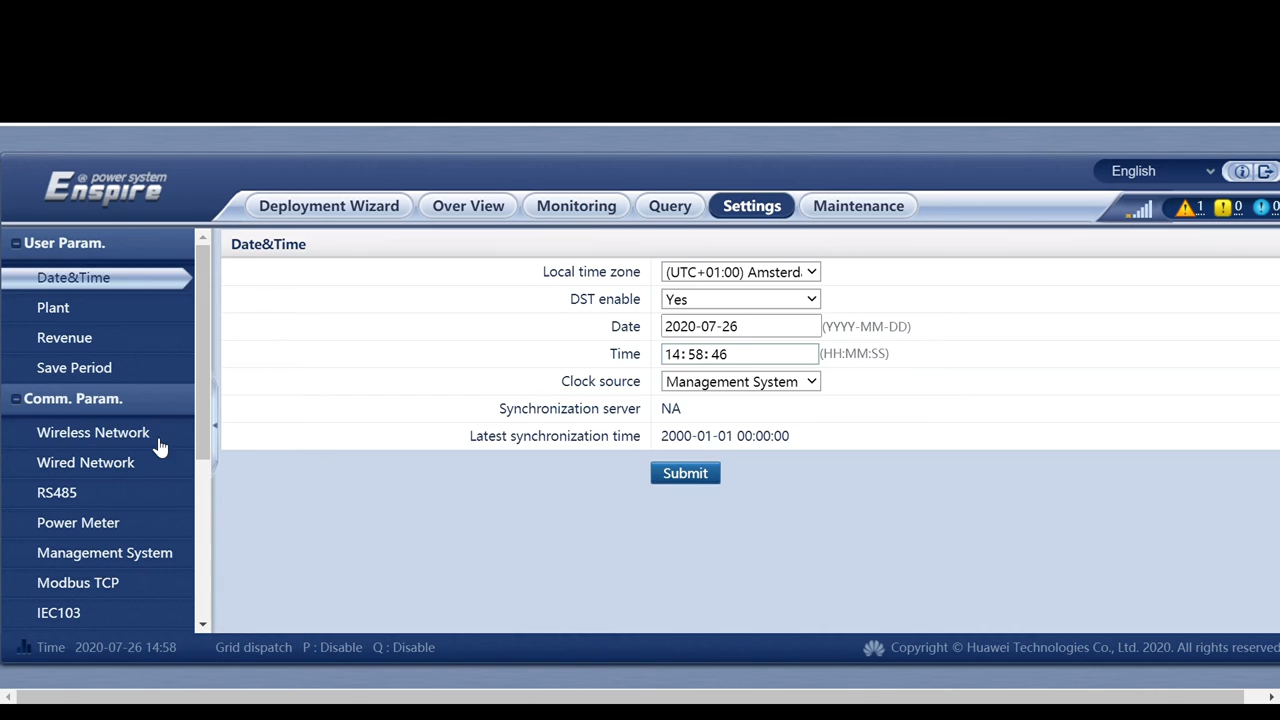 English
@ power system
Enspire
Deployment Wizard
Over View
Monitoring
Query
Settings
Maintenance
1
0
0
User Param.
Date&Time
Plant
Revenue
Save Period
Comm. Param.
Wireless Network
Wired Network
RS485
Power Meter
Management System
Modbus TCP
IEC103
Date&Time
Local time zone (UTC+01:00) Amsterd
DST enable Yes
Date 2020-07-26 (YYYY-MM-DD)
Time 14:58:46 (HH:MM:SS)
Clock source Management System
Synchronization server NA
Latest synchronization time 2000-01-01 00:00:00
Submit
Time 2020-07-26 14:58 Grid dispatch P : Disable Q : Disable
Copyright © Huawei Technologies Co., Ltd. 2020. All rights reserved